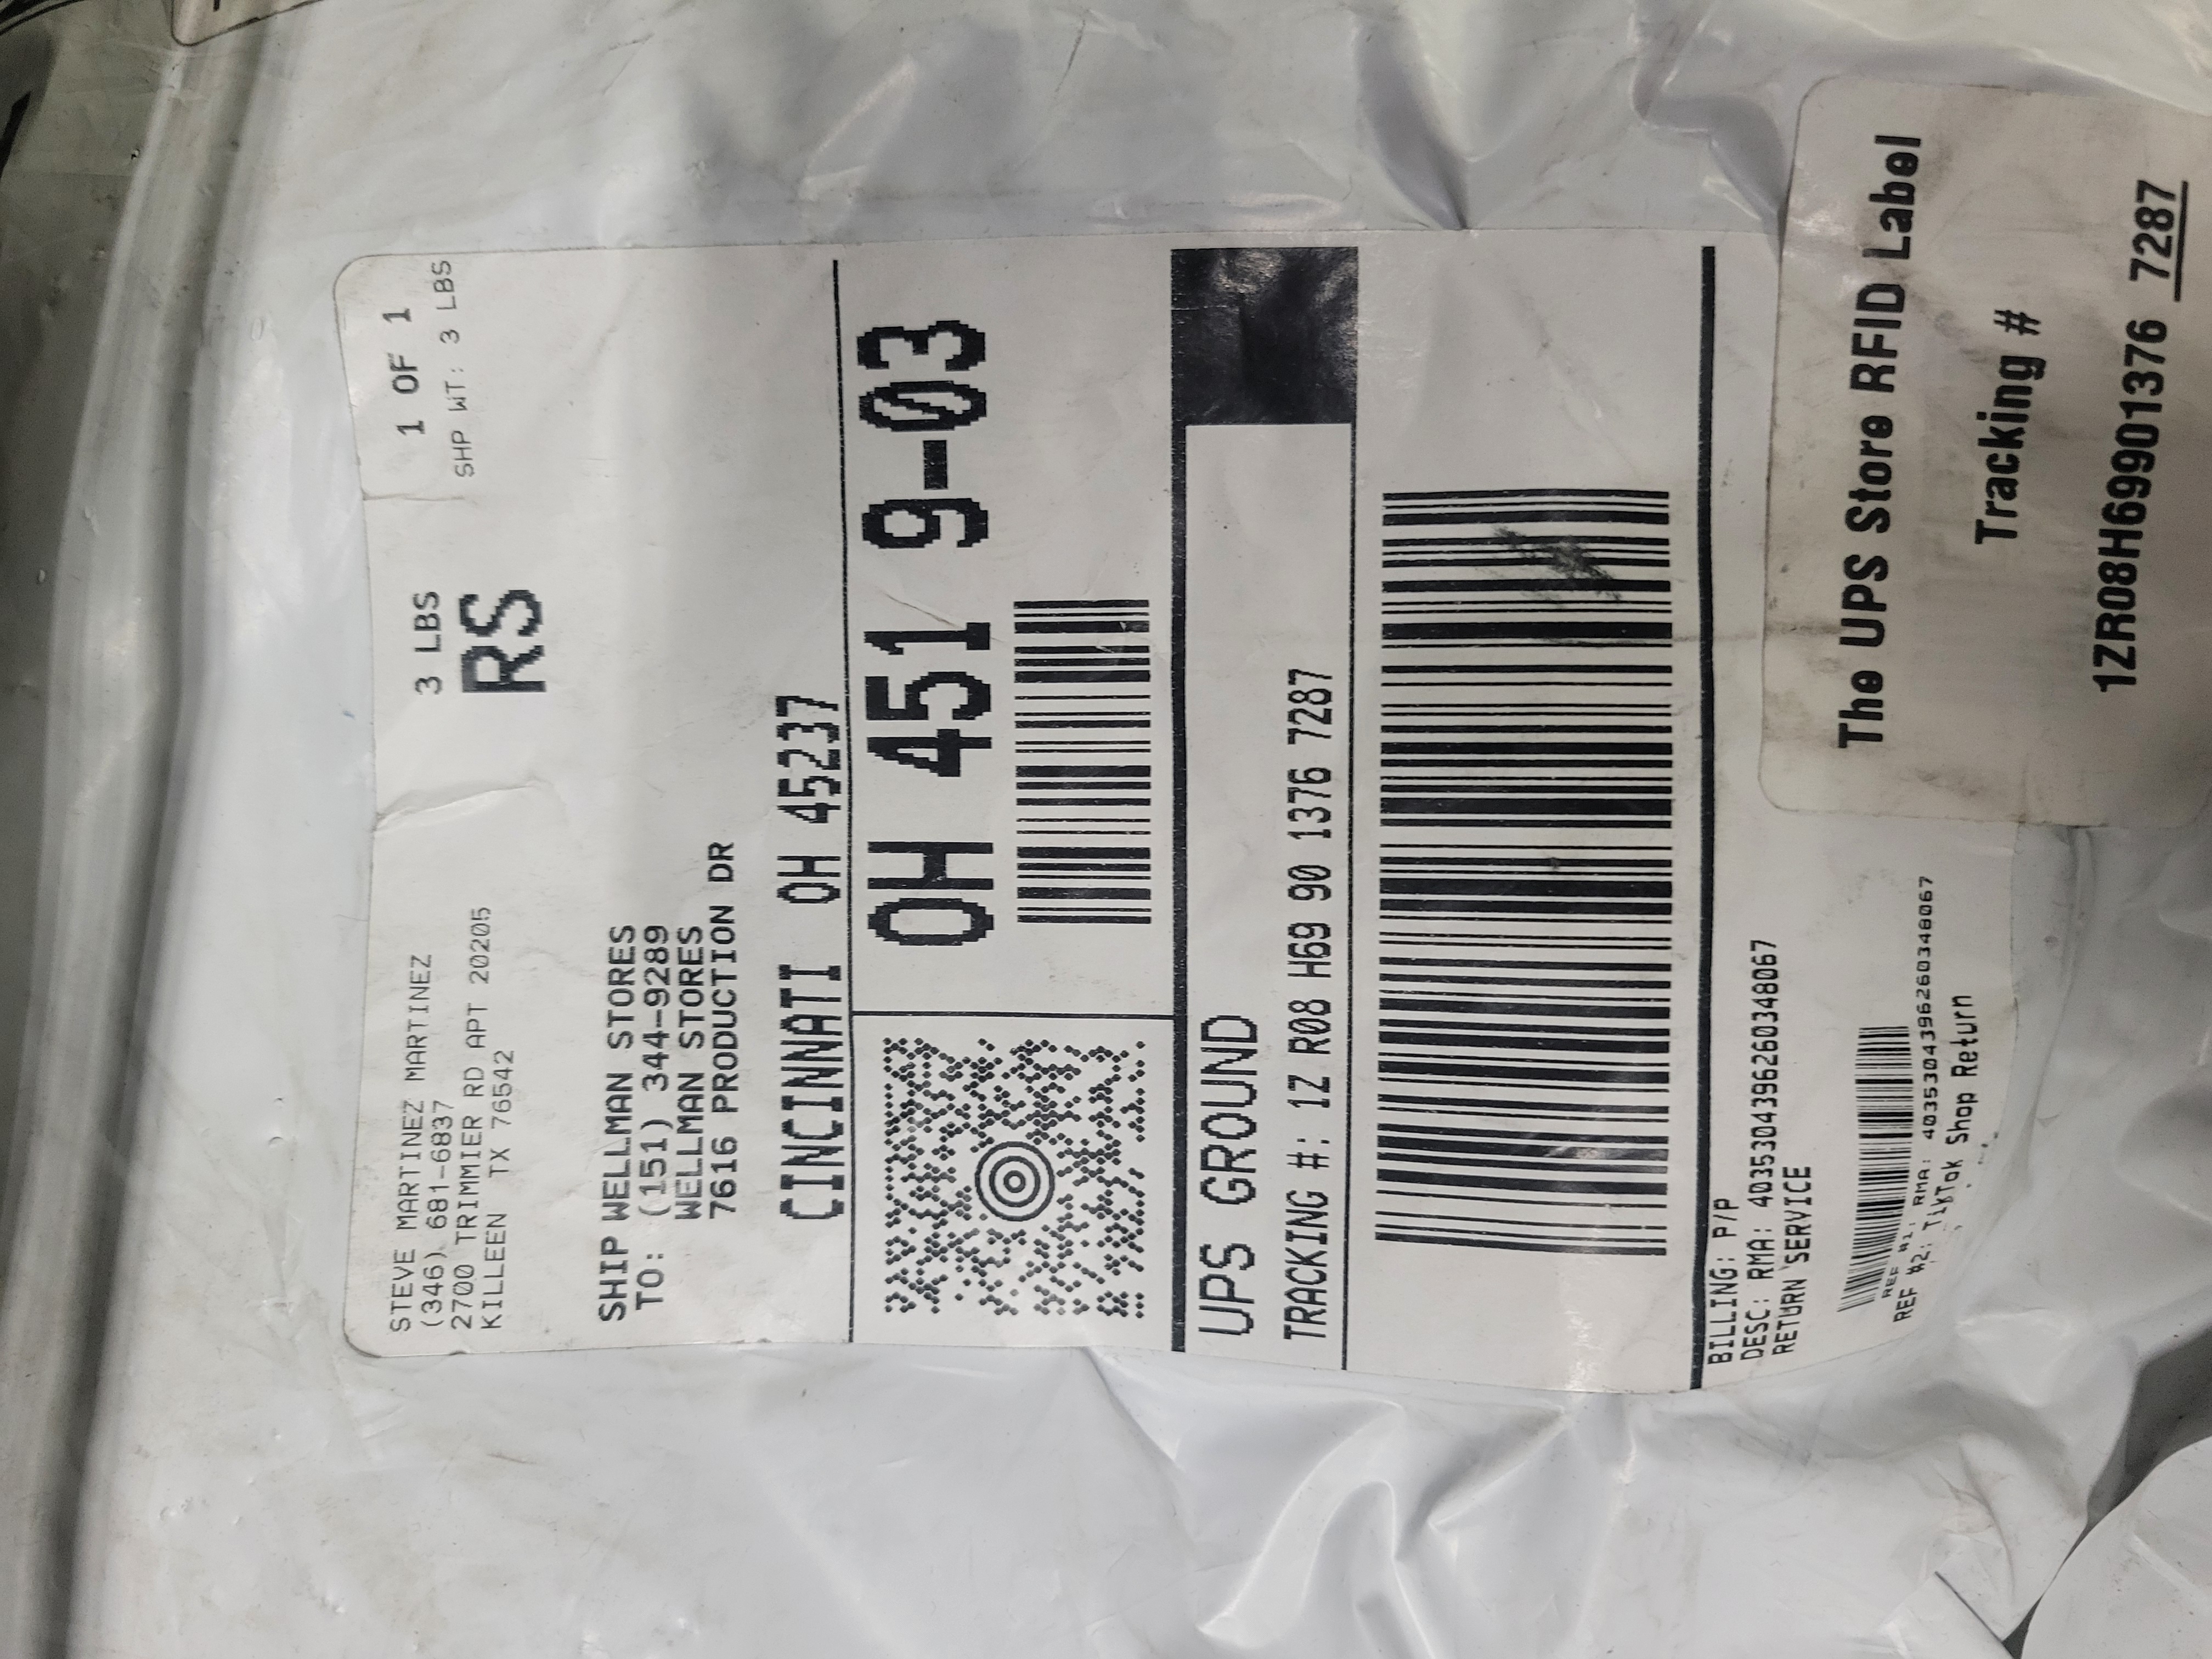 STEVE MARTINEZ MARTINEZ
(346) 681-6837
2700 TRIMMIER RD APT 20205
KILLEEN TX 76542
3 LBS
1 OF 1
RS
SHP WT: 3 LBS
SHIP WELLMAN STORES
TO: (151) 344-9289
WELLMAN STORES
7616 PRODUCTION DR
CINCINNATI OH 45237
OH 451 9-03
UPS GROUND
TRACKING #: 1Z R08 H69 90 1376 7287
BILLING: P/P
DESC: RMA: 4035304396260348067
RETURN SERVICE
REF #1: RMA: 4035304396260348067
REF #2: TikTok Shop Return
The UPS Store RFID Label
Tracking #
1ZR08H69901376 7287